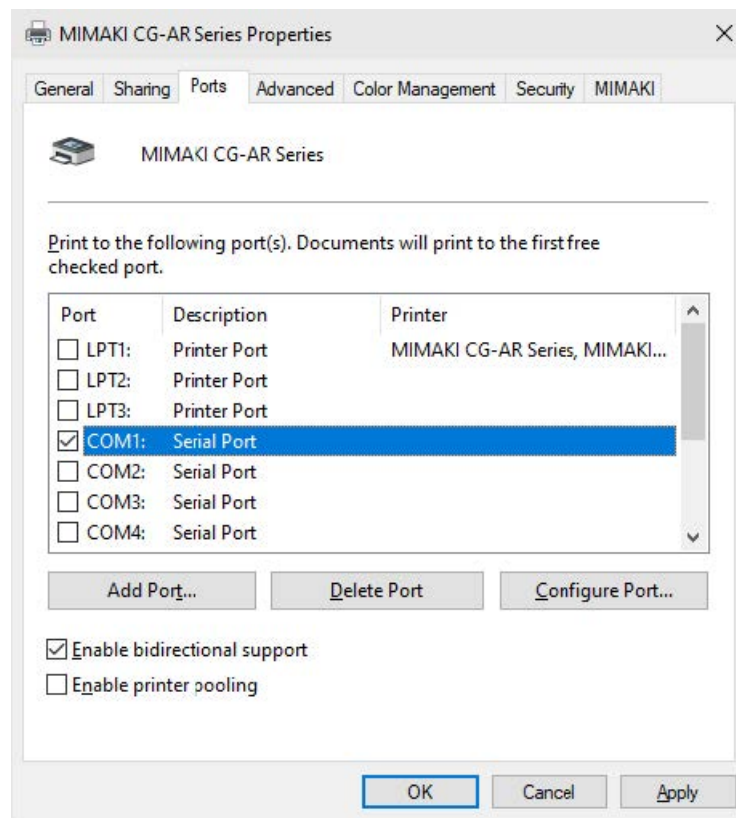 MIMAKI CG-AR Series Properties
General Sharing Ports Advanced Color Management Security MIMAKI
MIMAKI CG-AR Series
Print to the following port(s). Documents will print to the first free
checked port.
Port Description Printer
LPT1: Printer Port MIMAKI CG-AR Series, MIMAKI...
LPT2: Printer Port
LPT3: Printer Port
COM1: Serial Port
COM2: Serial Port
COM3: Serial Port
COM4: Serial Port
Add Port... Delete Port Configure Port...
Enable bidirectional support
Enable printer pooling
OK Cancel Apply